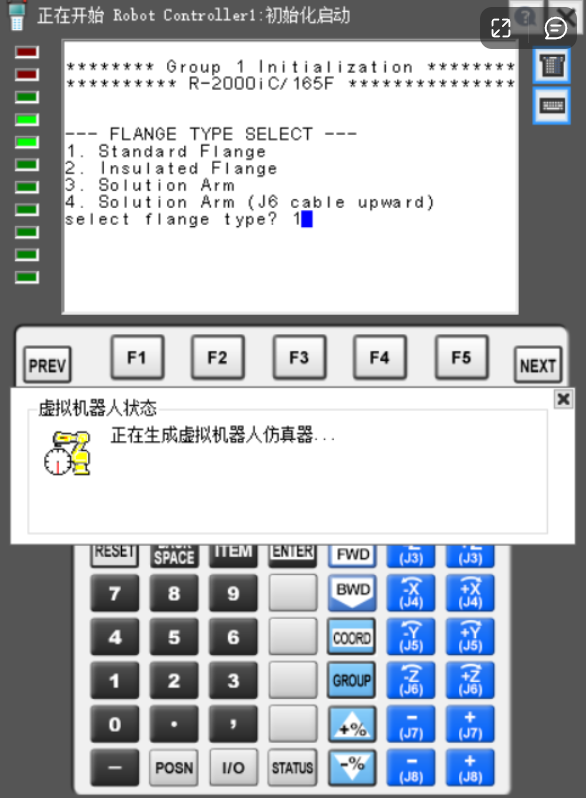 正在开始 Robot Controller1:初始化启动
******** Group 1 Initialization ********
********** R-2000iC/165F ***************
--- FLANGE TYPE SELECT ---
1. Standard Flange
2. Insulated Flange
3. Solution Arm
4. Solution Arm (J6 cable upward)
select flange type? 1
PREV F1 F2 F3 F4 F5 NEXT
虚拟机器人状态
正在生成虚拟机器人仿真器...
RESET BACK SPACE ITEM ENTER FWD -Z (J3) +Z (J3)
7 8 9 BWD -X (J4) +X (J4)
4 5 6 COORD -Y (J5) +Y (J5)
1 2 3 GROUP -Z (J6) +Z (J6)
0 . , +% - (J7) + (J7)
- POSN I/O STATUS -% - (J8) + (J8)